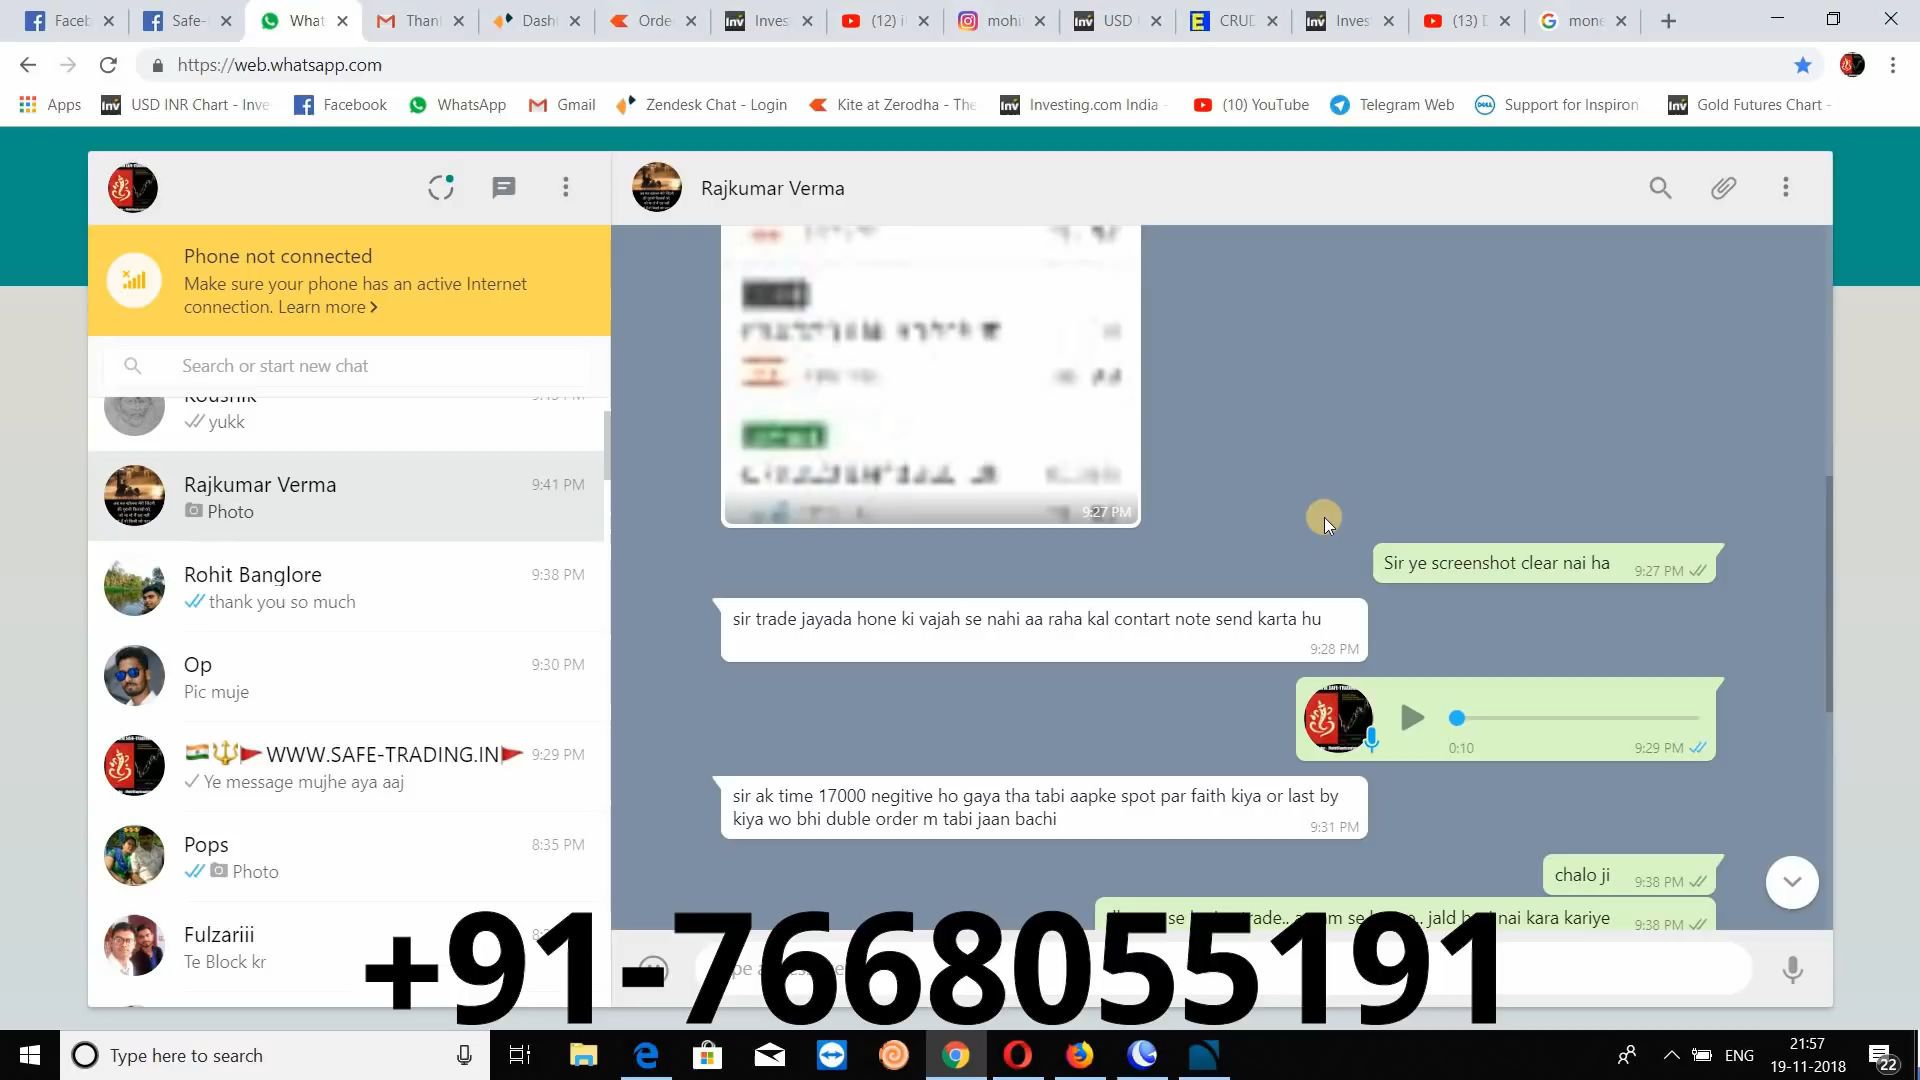 Faceb
Safe-
What
Than
Dash
Orde
Inves
(12) i
mohi
USD
CRUD
Inves
(13)
mone
https://web.whatsapp.com
Apps
USD INR Chart - Inve
Facebook
WhatsApp
Gmail
Zendesk Chat - Login
Kite at Zerodha - The
Investing.com India
(10) YouTube
Telegram Web
Support for Inspiron
Gold Futures Chart -
Rajkumar Verma
Phone not connected
Make sure your phone has an active Internet
connection. Learn more
Search or start new chat
Koushik
yukk
Rajkumar Verma 9:41 PM
Photo
Rohit Banglore 9:38 PM
thank you so much
Op 9:30 PM
Pic muje
WWW.SAFE-TRADING.IN 9:29 PM
Ye message mujhe aya aaj
Pops 8:35 PM
Photo
Fulzariii
Te Block kr
9:27 PM
Sir ye screenshot clear nai ha 9:27 PM
sir trade jayada hone ki vajah se nahi aa raha kal contart note send karta hu
9:28 PM
0:10 9:29 PM
sir ak time 17000 negitive ho gaya tha tabi aapke spot par faith kiya or last by
kiya wo bhi duble order m tabi jaan bachi 9:31 PM
chalo ji 9:38 PM
se trade.. jald nai kara kariye 9:38 PM
+91-7668055191
Type here to search
ENG
21:57
19-11-2018
22